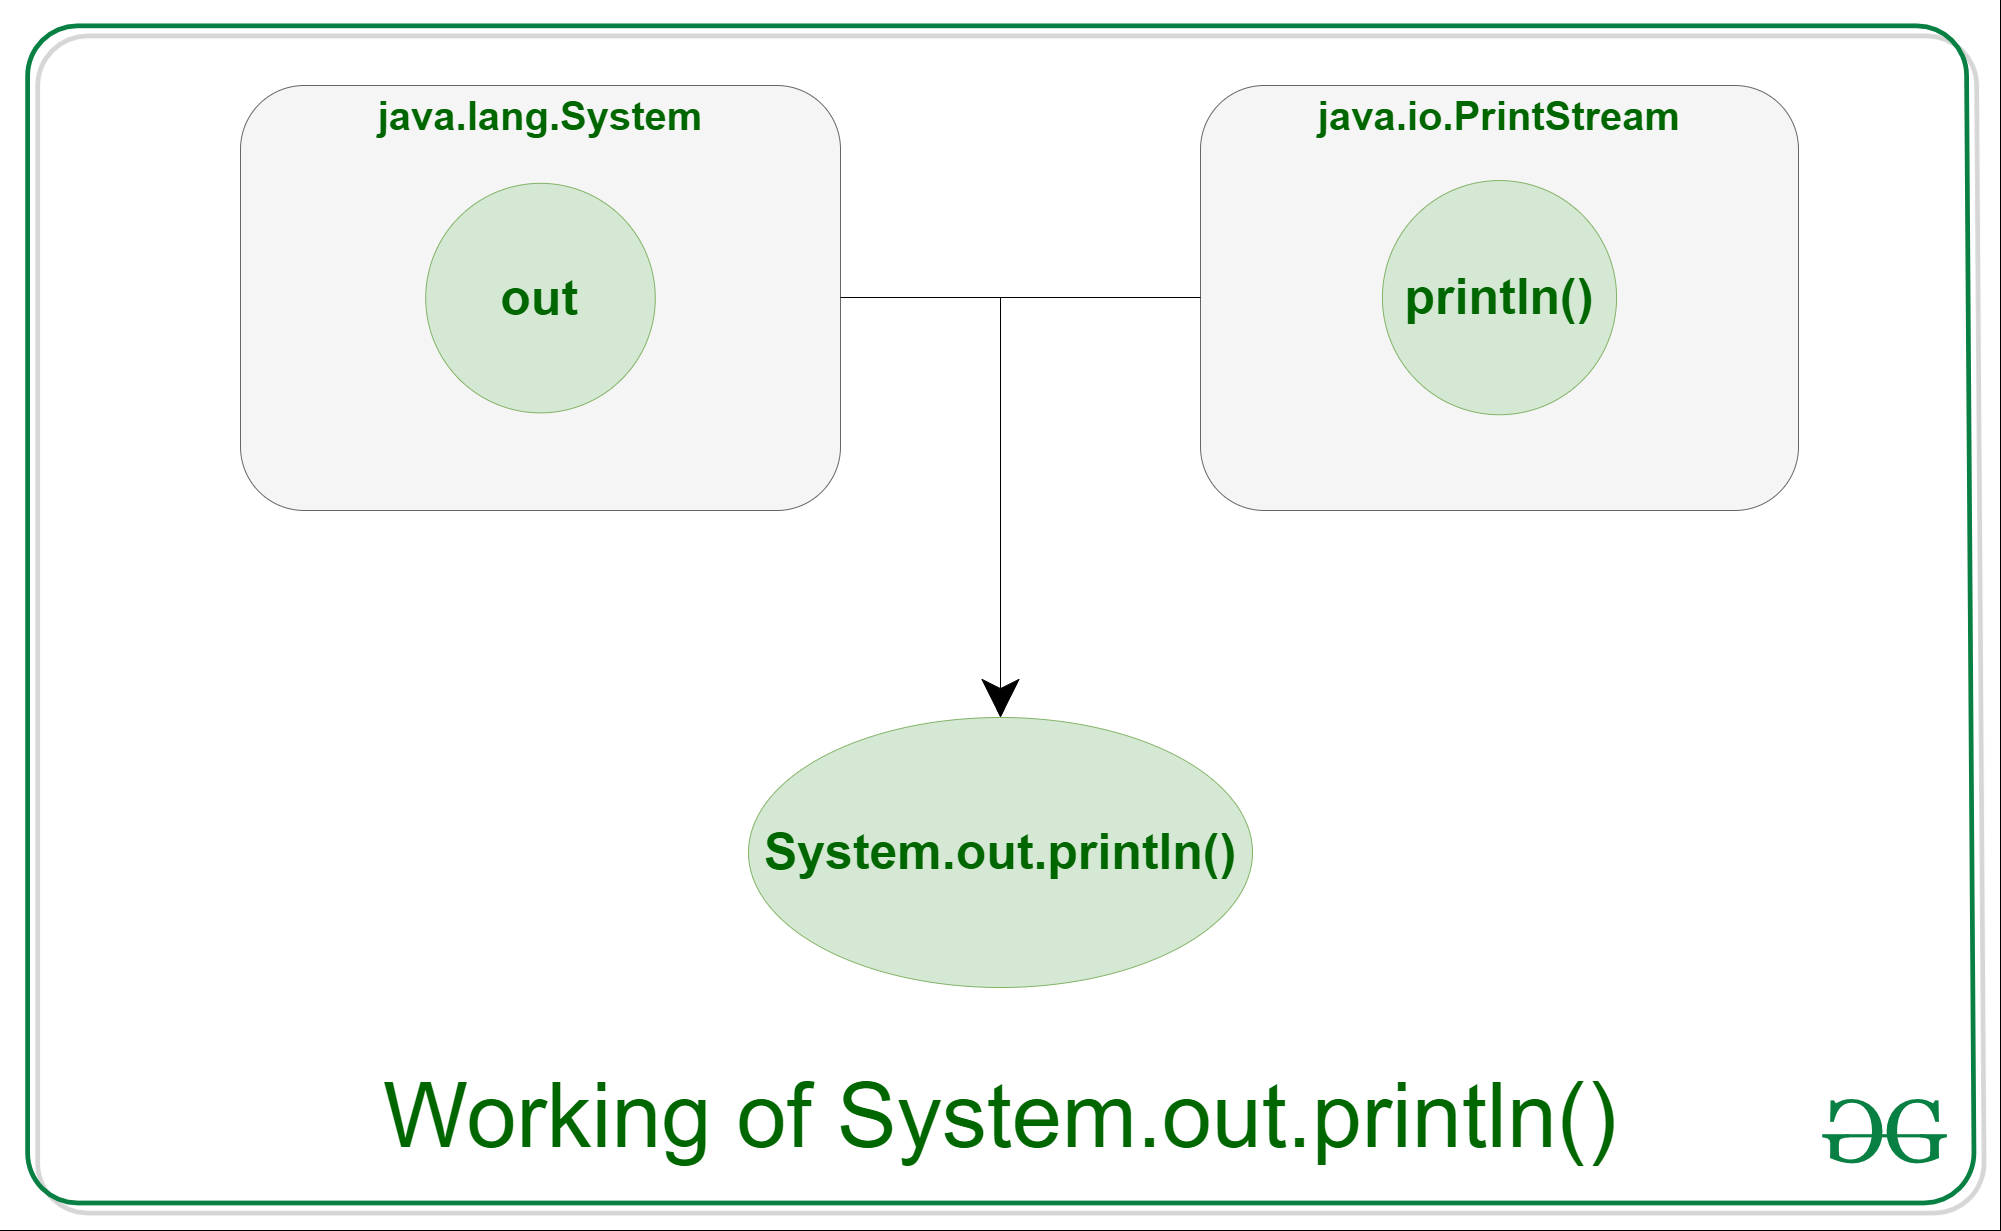 java.lang.System
java.io.PrintStream
out
println()
System.out.println()
Working of System.out.println()